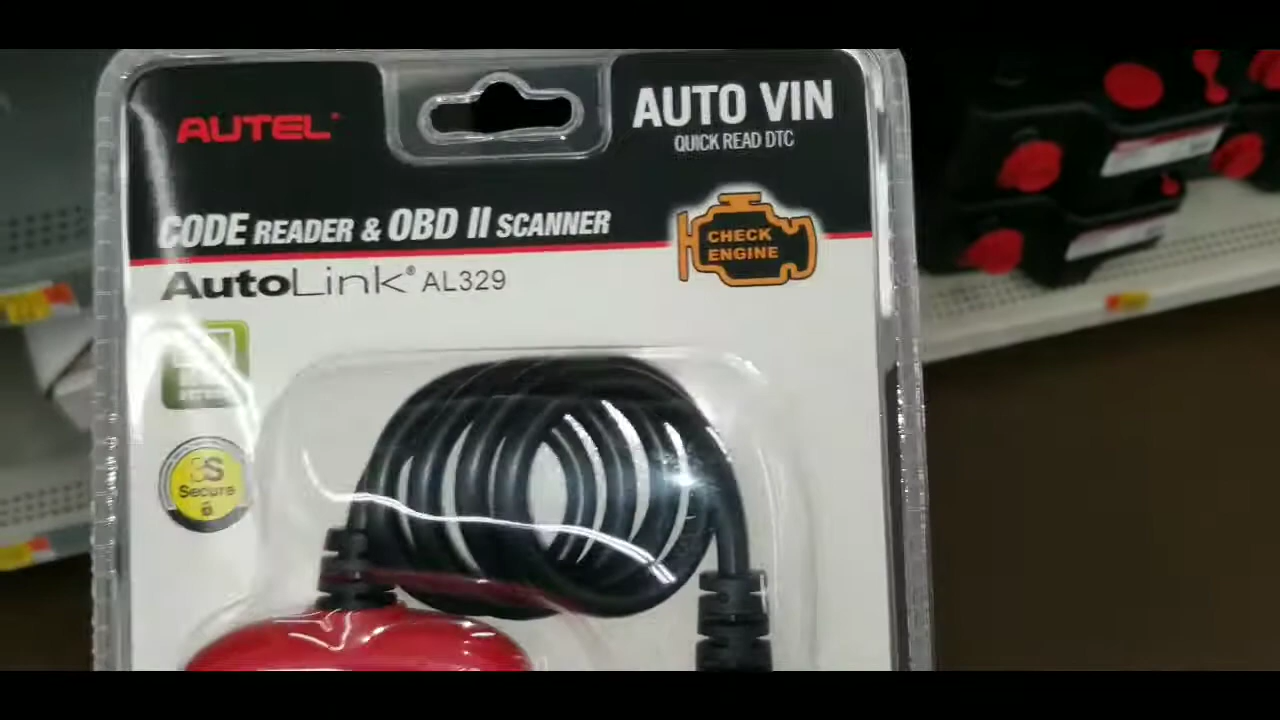 AUTEL
AUTO VIN
QUICK READ DTC
CODE READER & OBD II SCANNER
CHECK
ENGINE
AutoLink® AL329
Secure